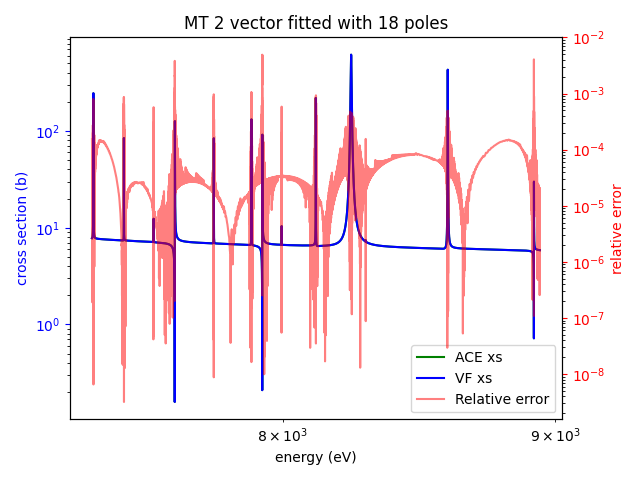 MT 2 vector fitted with 18 poles
cross section (b)
10²
10¹
10⁰
10⁻²
10⁻³
10⁻⁴
10⁻⁵
10⁻⁶
10⁻⁷
10⁻⁸
relative error
ACE xs
VF xs
Relative error
8 × 10³
9 × 10³
energy (eV)